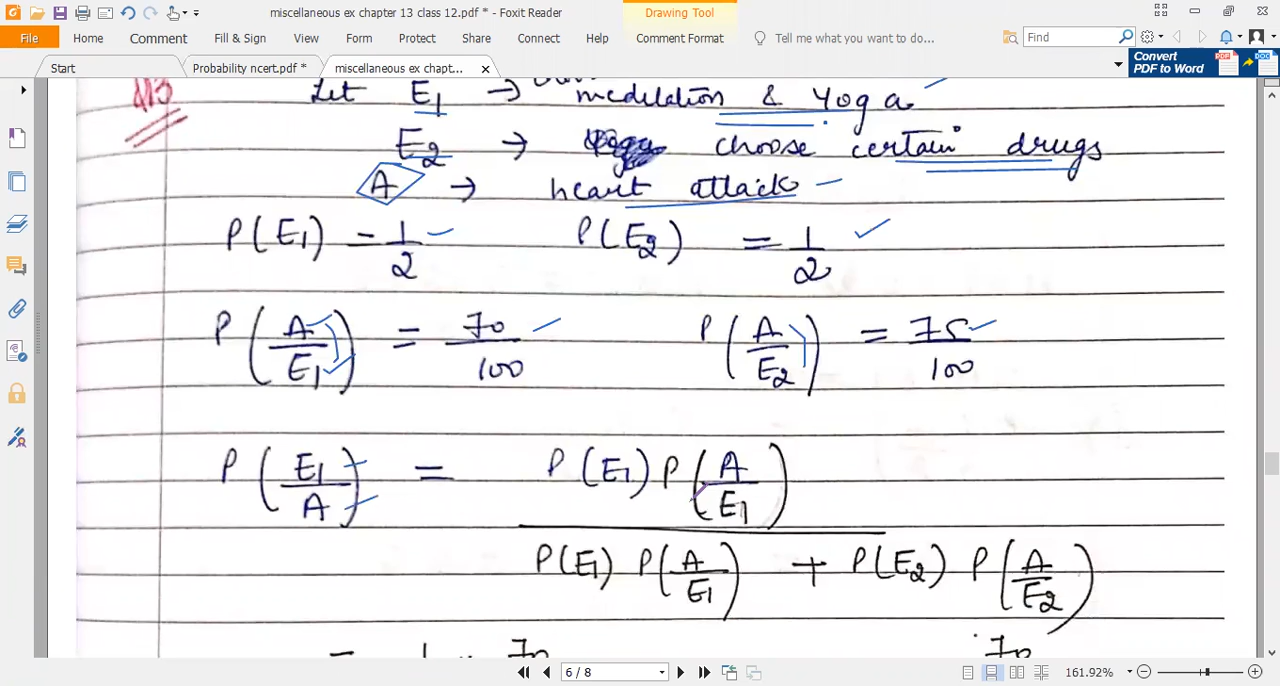 miscellaneous ex chapter 13 class 12.pdf * - Foxit Reader
Drawing Tool
File Home Comment Fill & Sign View Form Protect Share Connect Help Comment Format Tell me what you want to do... Find
Start Probability ncert.pdf * miscellaneous ex chapt... Convert PDF to Word
Let E1 → meditation & yoga
E2 → choose certain drugs
A → heart attack
P(E1) = 1/2 P(E2) = 1/2
P(A/E1) = 70/100 P(A/E2) = 75/100
P(E1/A) = P(E1) P(A/E1)
P(E1) P(A/E1) + P(E2) P(A/E2)
= 70 70
6 / 8 161.92%